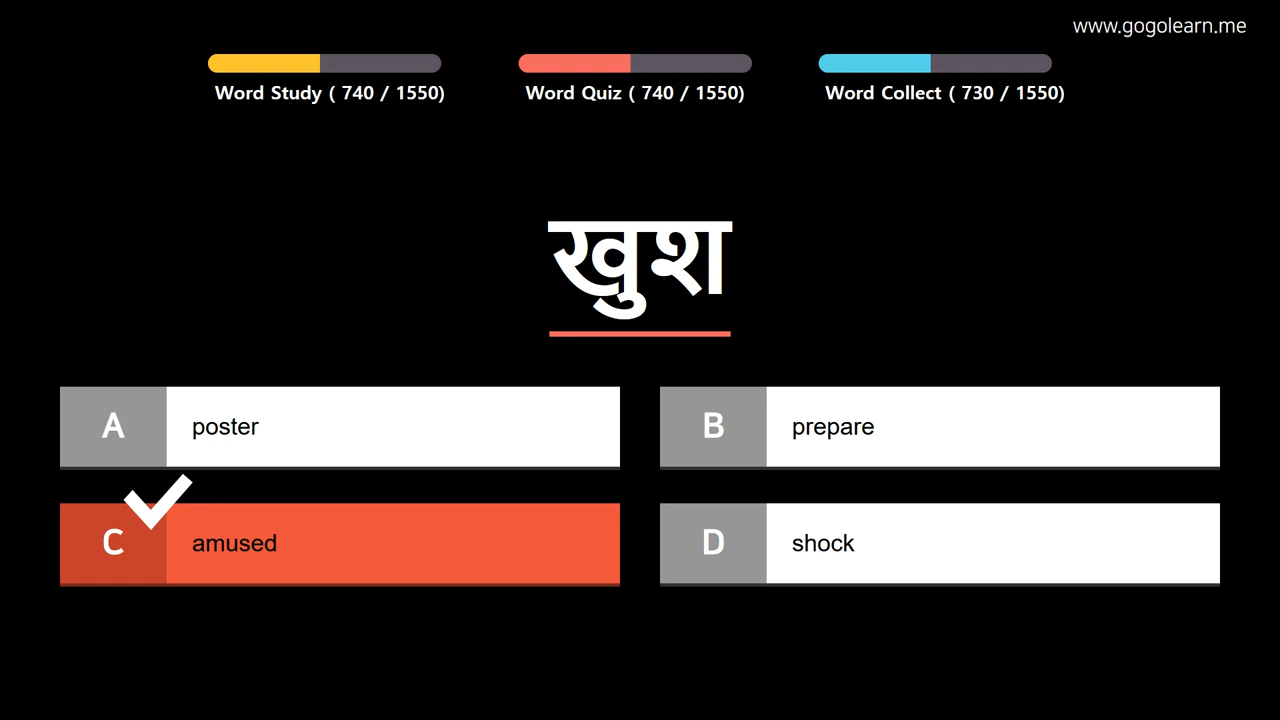 www.gogolearn.me
Word Study ( 740 / 1550)
Word Quiz ( 740 / 1550)
Word Collect ( 730 / 1550)
खुश
A poster
B prepare
C amused
D shock